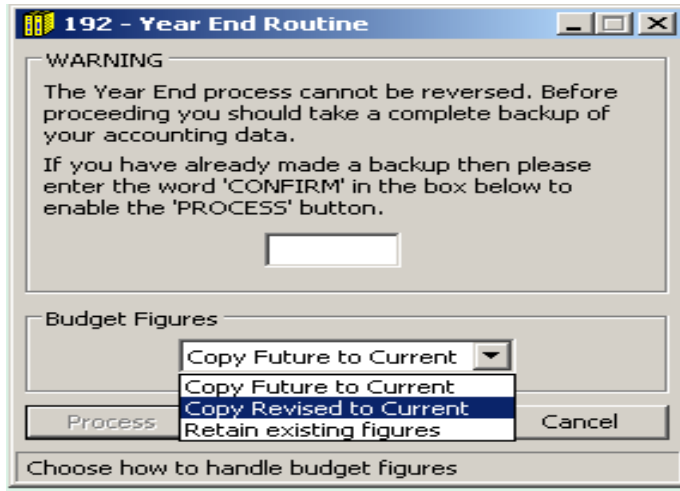 192 - Year End Routine
WARNING
The Year End process cannot be reversed. Before
proceeding you should take a complete backup of
your accounting data.
If you have already made a backup then please
enter the word 'CONFIRM' in the box below to
enable the 'PROCESS' button.
Budget Figures
Copy Future to Current
Copy Future to Current
Copy Revised to Current
Retain existing figures
Process
Cancel
Choose how to handle budget figures